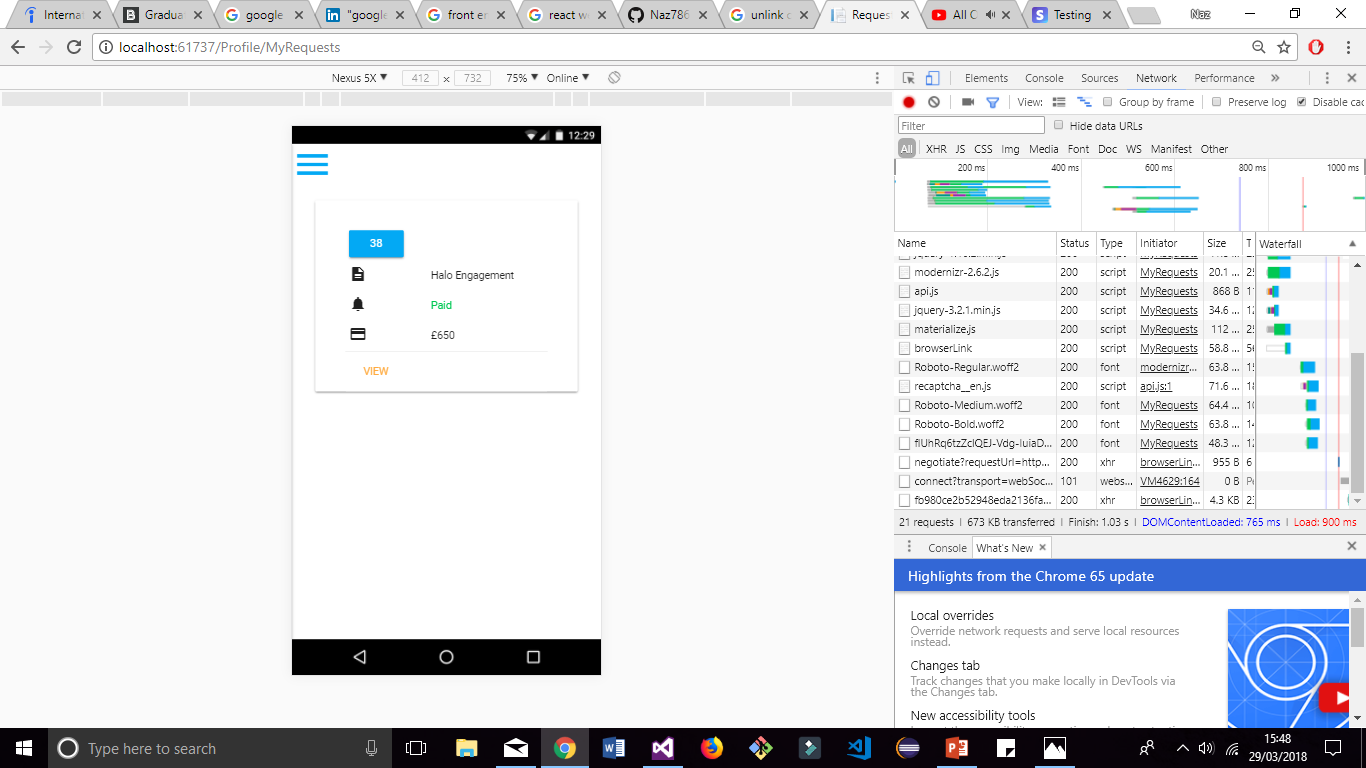 Internat
Graduat
google
"google
front en
react we
Naz786
unlink c
Request
All C
Testing
Naz
localhost:61737/Profile/MyRequests
Nexus 5X 412 x 732 75% Online
Elements Console Sources Network Performance »
View: Group by frame Preserve log Disable cac
Filter Hide data URLs
All XHR JS CSS Img Media Font Doc WS Manifest Other
200 ms 400 ms 600 ms 800 ms 1000 ms
12:29
38
Halo Engagement
Paid
£650
VIEW
Name Status Type Initiator Size T Waterfall
modernizr-2.6.2.js 200 script MyRequests 20.1 ...
api.js 200 script MyRequests 868 B
jquery-3.2.1.min.js 200 script MyRequests 34.6 ...
materialize.js 200 script MyRequests 112 ...
browserLink 200 script MyRequests 58.8 ...
Roboto-Regular.woff2 200 font modernizr... 63.8 ...
recaptcha__en.js 200 script api.js:1 71.6 ...
Roboto-Medium.woff2 200 font MyRequests 64.4 ...
Roboto-Bold.woff2 200 font MyRequests 63.8 ...
200 font MyRequests 48.3 ...
negotiate?requestUrl=http... 200 xhr browserLin... 955 B 6
connect?transport=webSoc... 101 webs... VM4629:164 0 B
fb980ce2b52948eda2136fa... 200 xhr browserLin... 4.3 KB
21 requests | 673 KB transferred | Finish: 1.03 s | DOMContentLoaded: 765 ms | Load: 900 ms
Console What's New
Highlights from the Chrome 65 update
Local overrides
Override network requests and serve local resources
instead.
Changes tab
Track changes that you make locally in DevTools via
the Changes tab.
New accessibility tools
Type here to search
15:48
29/03/2018